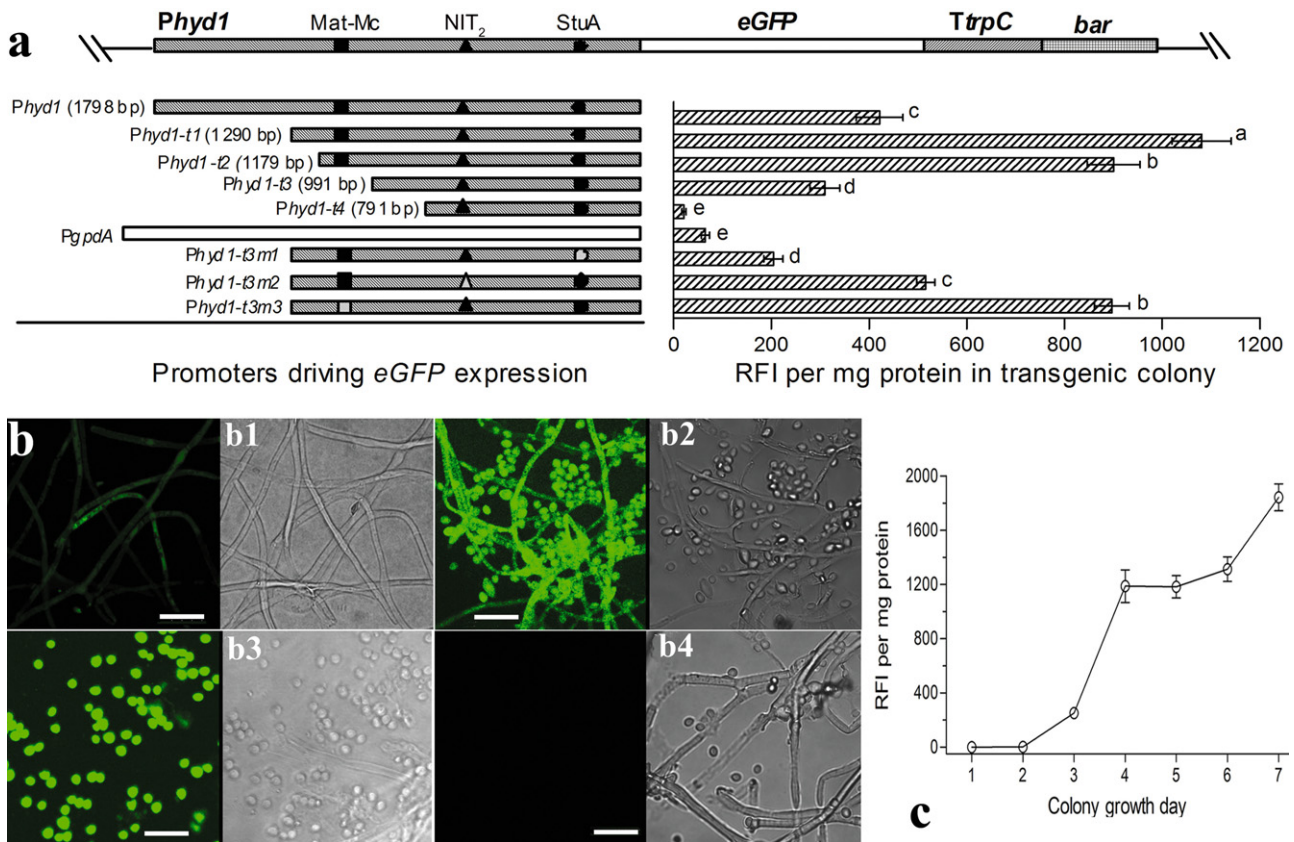 a
Phyd1 Mat-Mc NIT2 StuA eGFP TtrpC bar
Phyd1 (1798 bp)
Phyd1-t1 (1290 bp)
Phyd1-t2 (1179 bp)
Phyd1-t3 (991 bp)
Phyd1-t4 (791 bp)
PgpdA
Phyd1-t3m1
Phyd1-t3m2
Phyd1-t3m3
Promoters driving eGFP expression
c
a
b
d
e
e
d
c
b
0 200 400 600 800 1000 1200
RFI per mg protein in transgenic colony
b b1 b2
b3 b4
RFI per mg protein
2000
1600
1200
800
400
0
1 2 3 4 5 6 7
Colony growth day
c